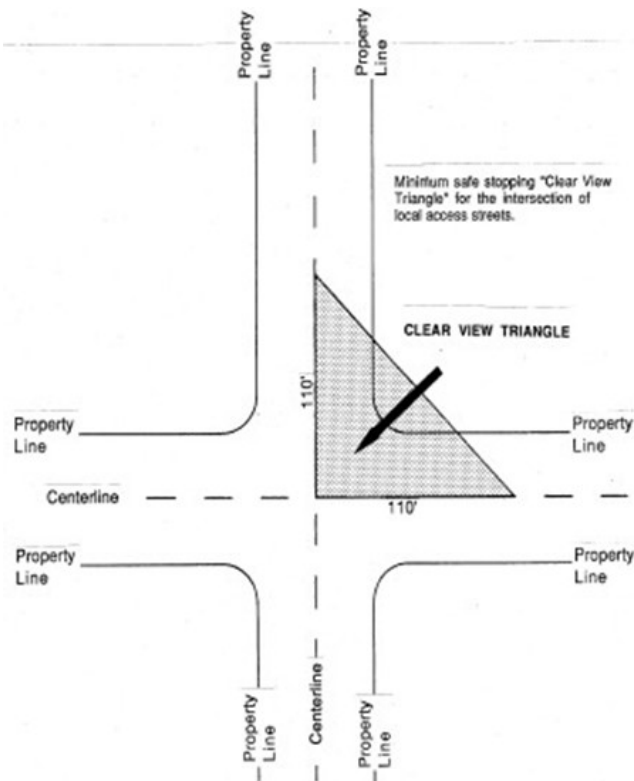 Property
Line
Property
Line
Minimum safe stopping "Clear View
Triangle" for the intersection of
local access streets.
CLEAR VIEW TRIANGLE
110'
Property
Line
Property
Line
Centerline
110'
Property
Line
Property
Line
Property
Line
Centerline
Property
Line